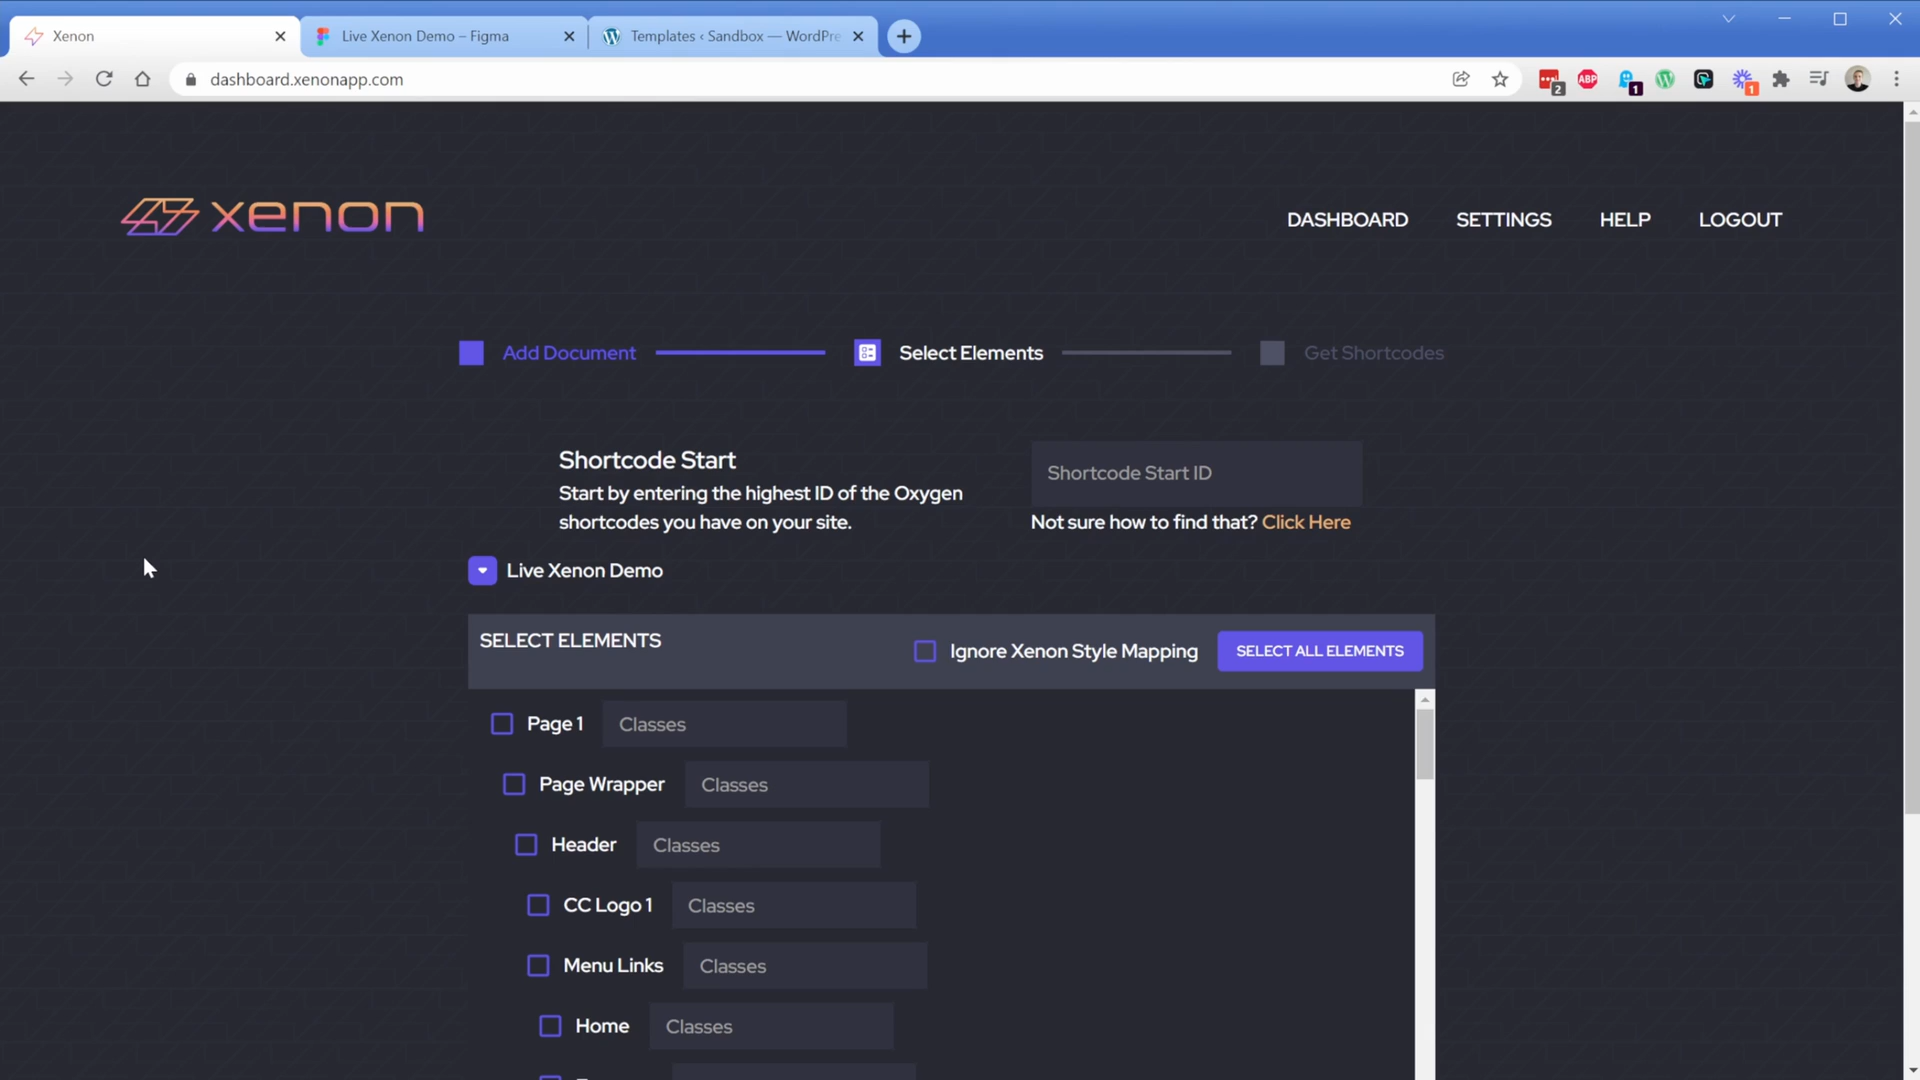 Xenon
Live Xenon Demo – Figma
Templates ‹ Sandbox — WordPre
dashboard.xenonapp.com
2
ABP
1
1
xenon
DASHBOARD
SETTINGS
HELP
LOGOUT
Add Document
Select Elements
Get Shortcodes
Shortcode Start
Start by entering the highest ID of the Oxygen
shortcodes you have on your site.
Shortcode Start ID
Not sure how to find that? Click Here
Live Xenon Demo
SELECT ELEMENTS
Ignore Xenon Style Mapping
SELECT ALL ELEMENTS
Page 1
Classes
Page Wrapper
Classes
Header
Classes
CC Logo 1
Classes
Menu Links
Classes
Home
Classes